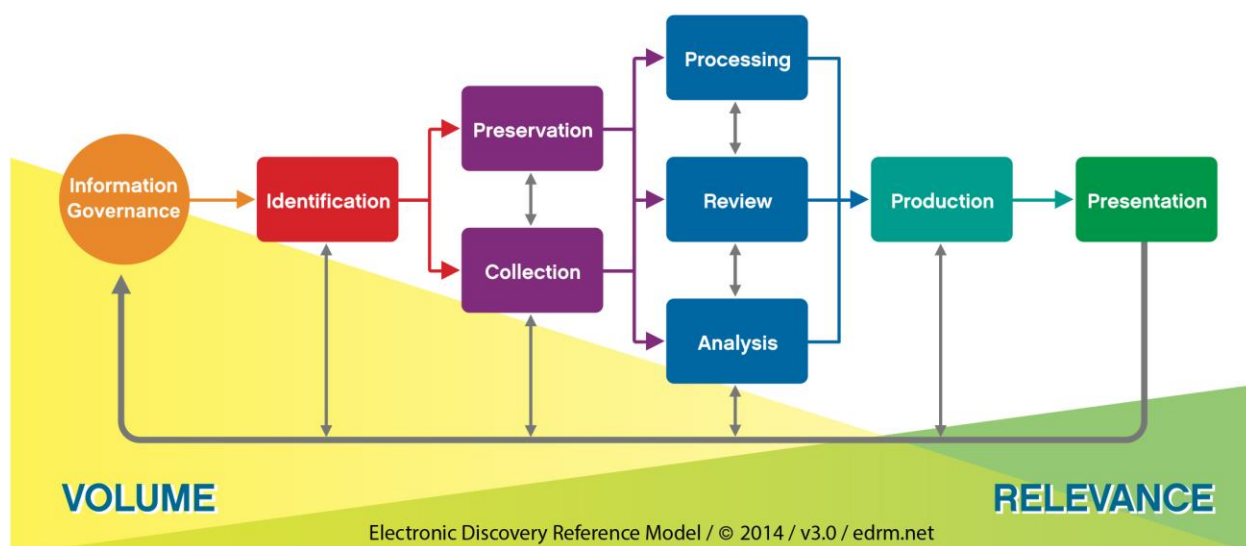 Information
Governance
Identification
Preservation
Collection
Processing
Review
Analysis
Production
Presentation
VOLUME
RELEVANCE
Electronic Discovery Reference Model / © 2014 / v3.0 / edrm.net